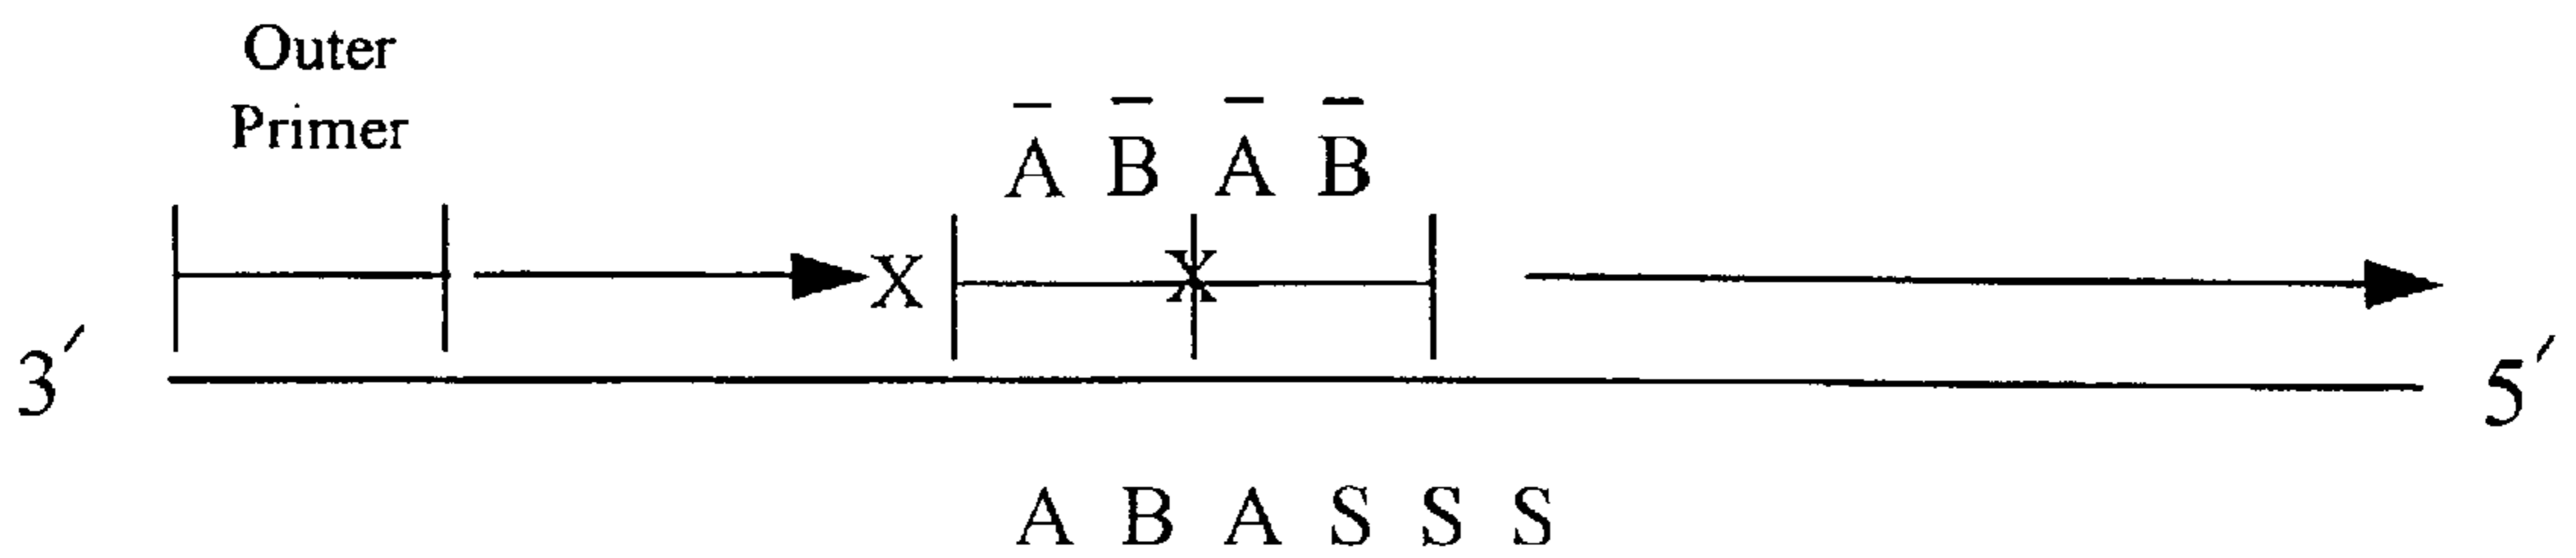 Outer
Primer
A̅ B̅ A̅ B̅
X X
3′ 5′
A B A S S S